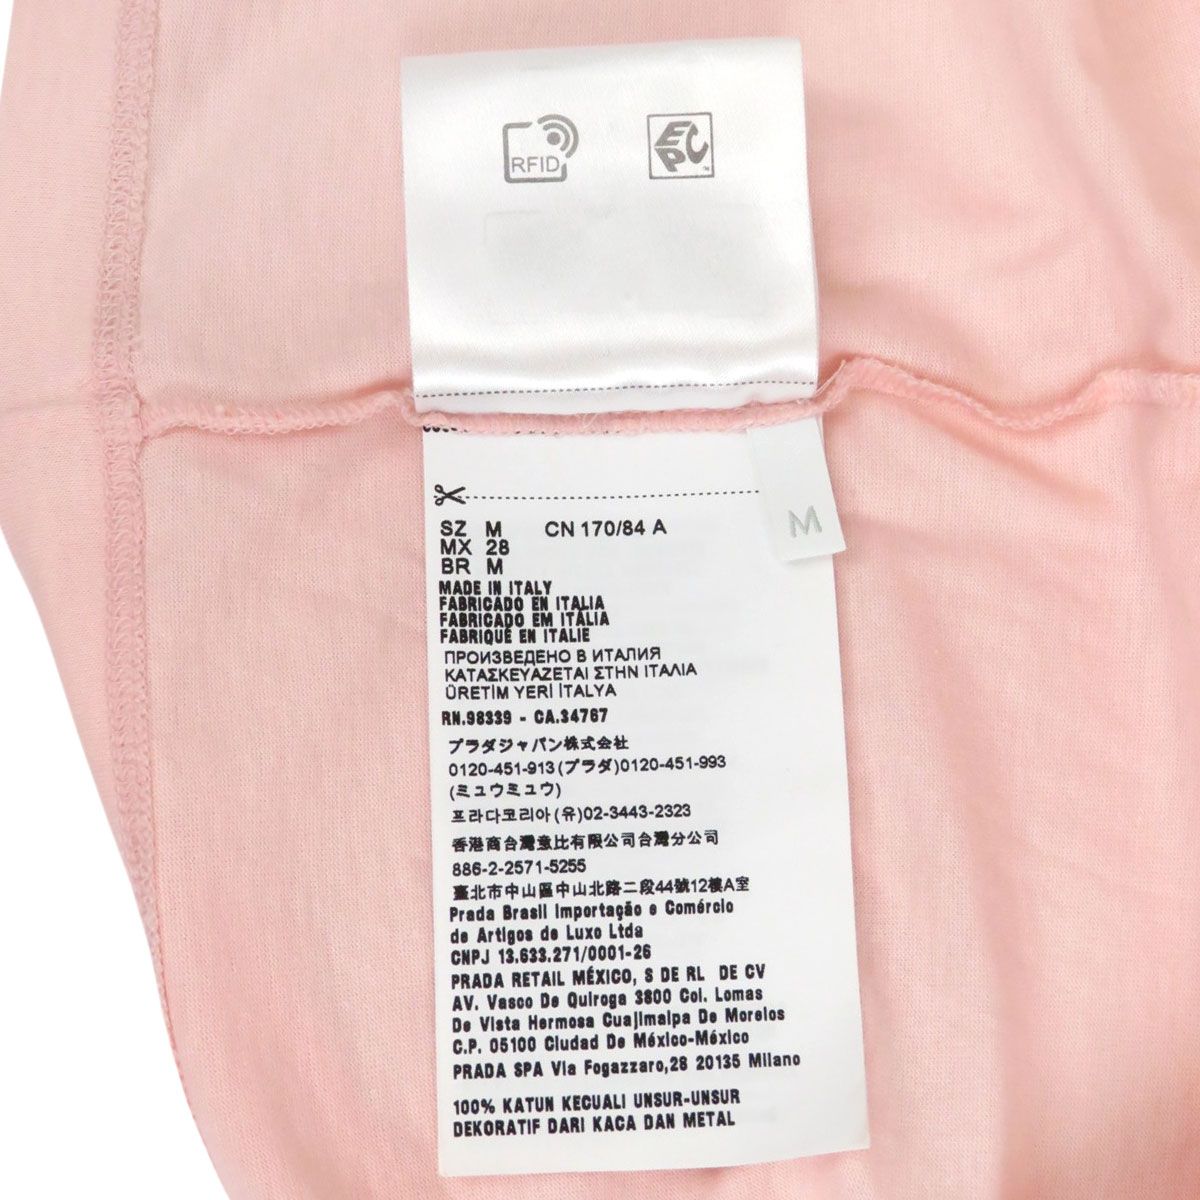 RFID
EPC
TM
M
SZ M CN 170/84 A
MX 28
BR M
MADE IN ITALY
FABRICADO EN ITALIA
FABRICADO EM ITÁLIA
FABRIQUÉ EN ITALIE
ПРОИЗВЕДЕНО В ИТАЛИЯ
ΚΑΤΑΣΚΕΥΑΖΕΤΑΙ ΣΤΗΝ ΙΤΑΛΙΑ
ÜRETİM YERİ İTALYA
RN.98339 - CA.34767
プラダジャパン株式会社
0120-451-913(プラダ)0120-451-993
(ミュウミュウ)
프라다코리아(유)02-3443-2323
香港商台灣意比有限公司台灣分公司
886-2-2571-5255
臺北市中山區中山北路二段44號12樓A室
Prada Brasil Importação e Comércio
de Artigos de Luxo Ltda
CNPJ 13.633.271/0001-26
PRADA RETAIL MÉXICO, S DE RL DE CV
AV. Vasco De Quiroga 3800 Col. Lomas
De Vista Hermosa Cuajimalpa De Morelos
C.P. 05100 Ciudad De México-México
PRADA SPA Via Fogazzaro,28 20135 Milano
100% KATUN KECUALI UNSUR-UNSUR
DEKORATIF DARI KACA DAN METAL